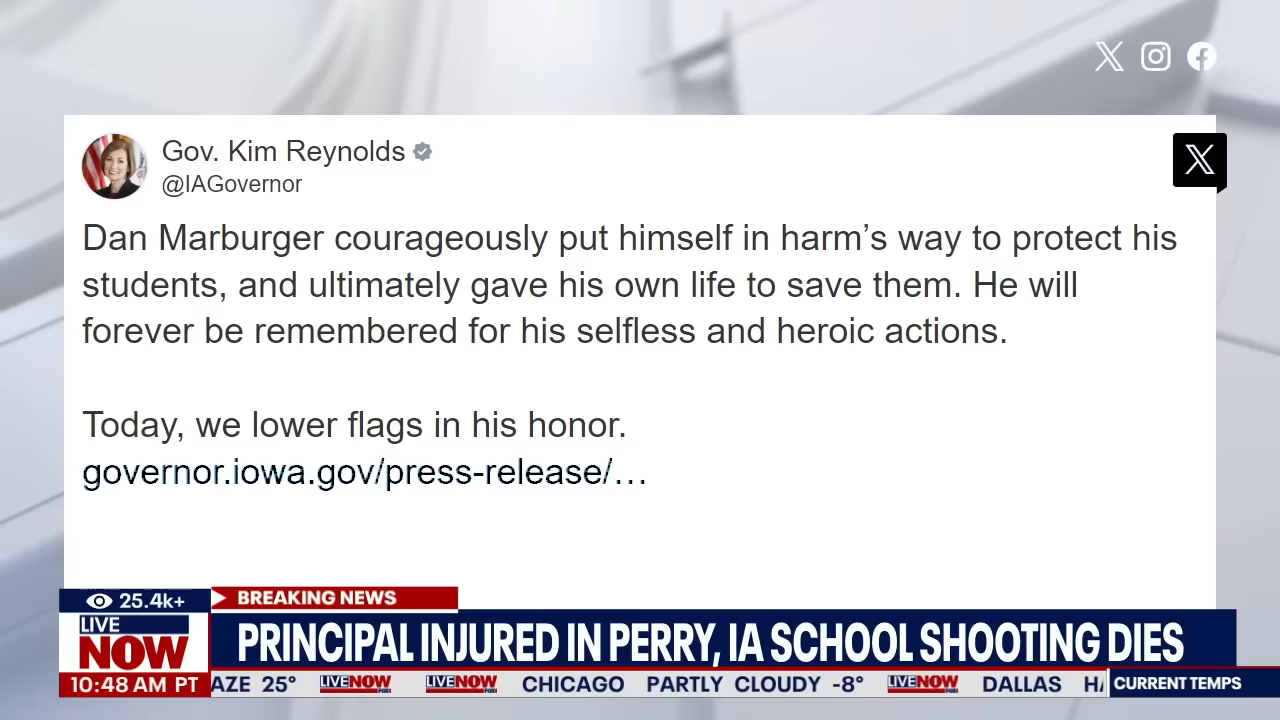 Gov. Kim Reynolds
@IAGovernor
Dan Marburger courageously put himself in harm's way to protect his
students, and ultimately gave his own life to save them. He will
forever be remembered for his selfless and heroic actions.
Today, we lower flags in his honor.
governor.iowa.gov/press-release/…
25.4k+
BREAKING NEWS
LIVE
NOW
PRINCIPAL INJURED IN PERRY, IA SCHOOL SHOOTING DIES
10:48 AM PT
AZE 25° LIVENOW LIVENOW CHICAGO PARTLY CLOUDY -8° LIVENOW DALLAS CURRENT TEMPS